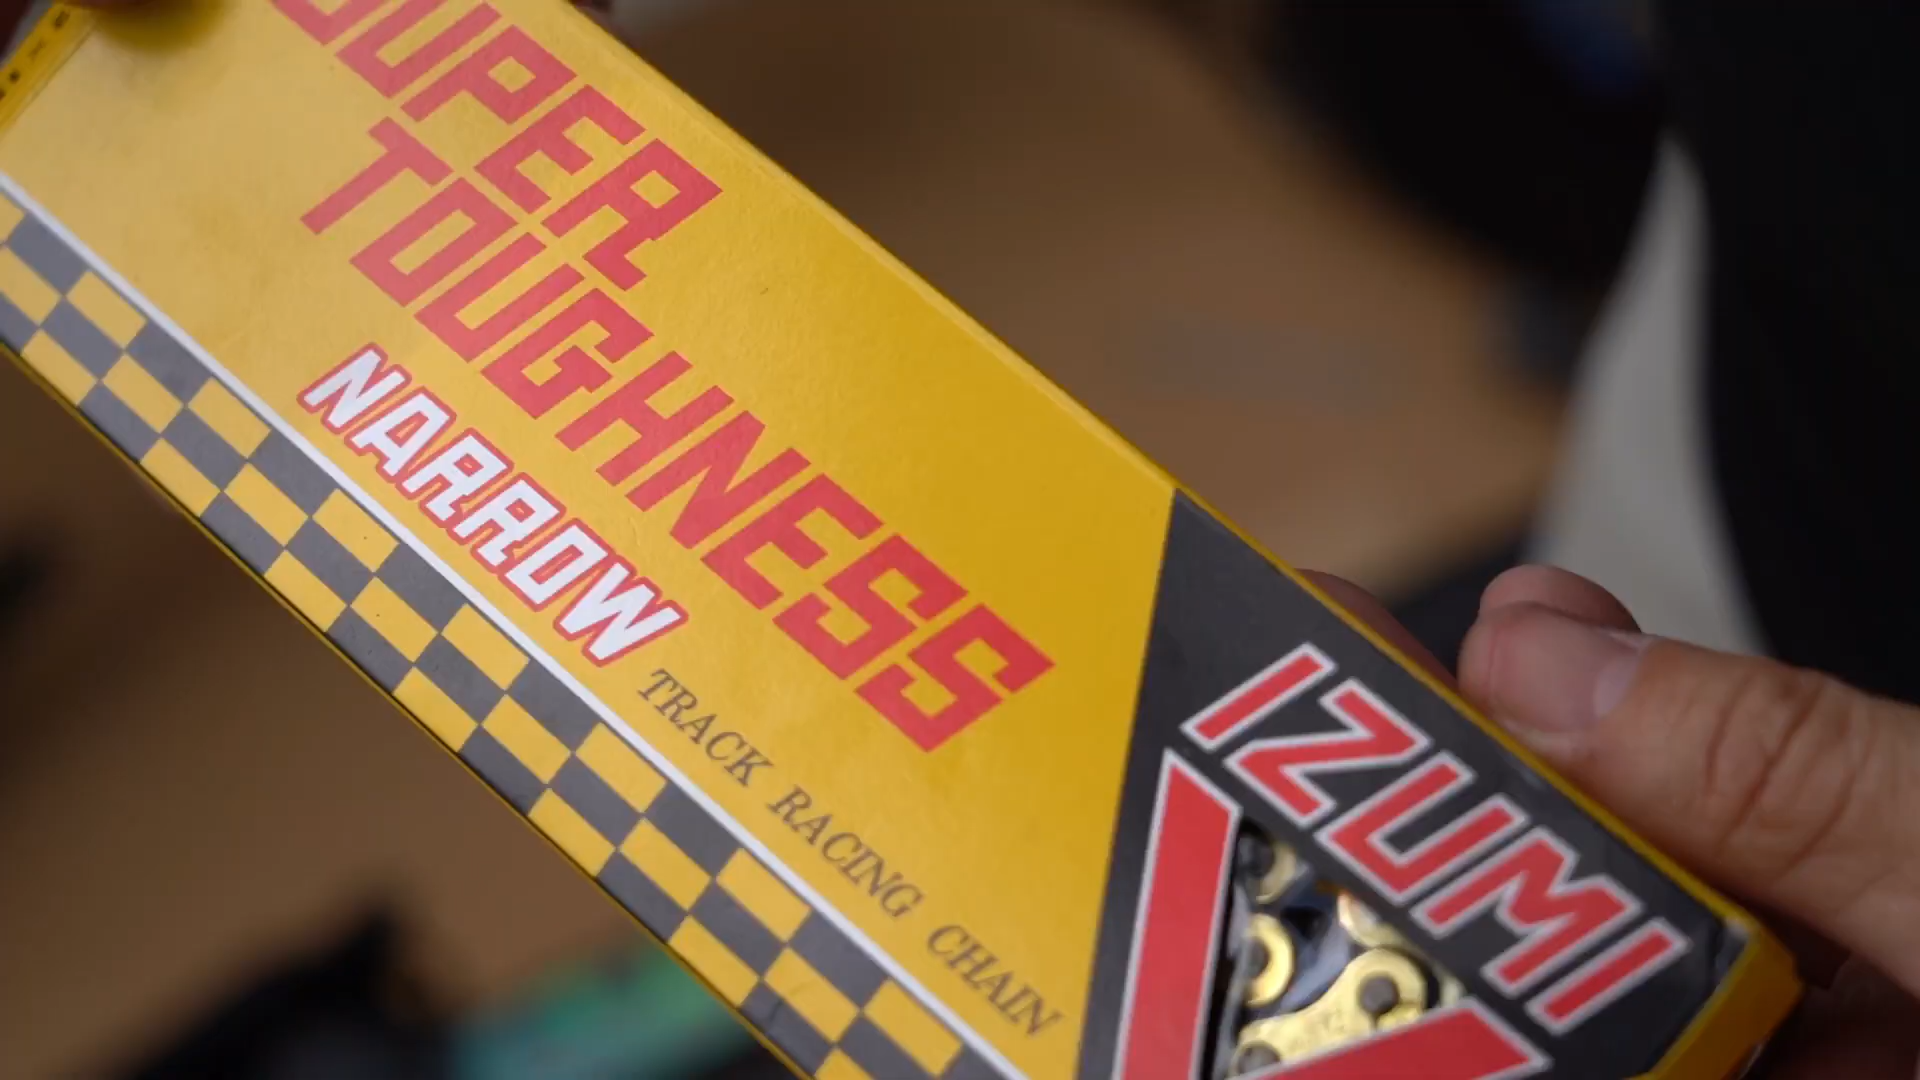 SUPER
TOUGHNESS
NARROW
TRACK RACING CHAIN
IZUMI
V